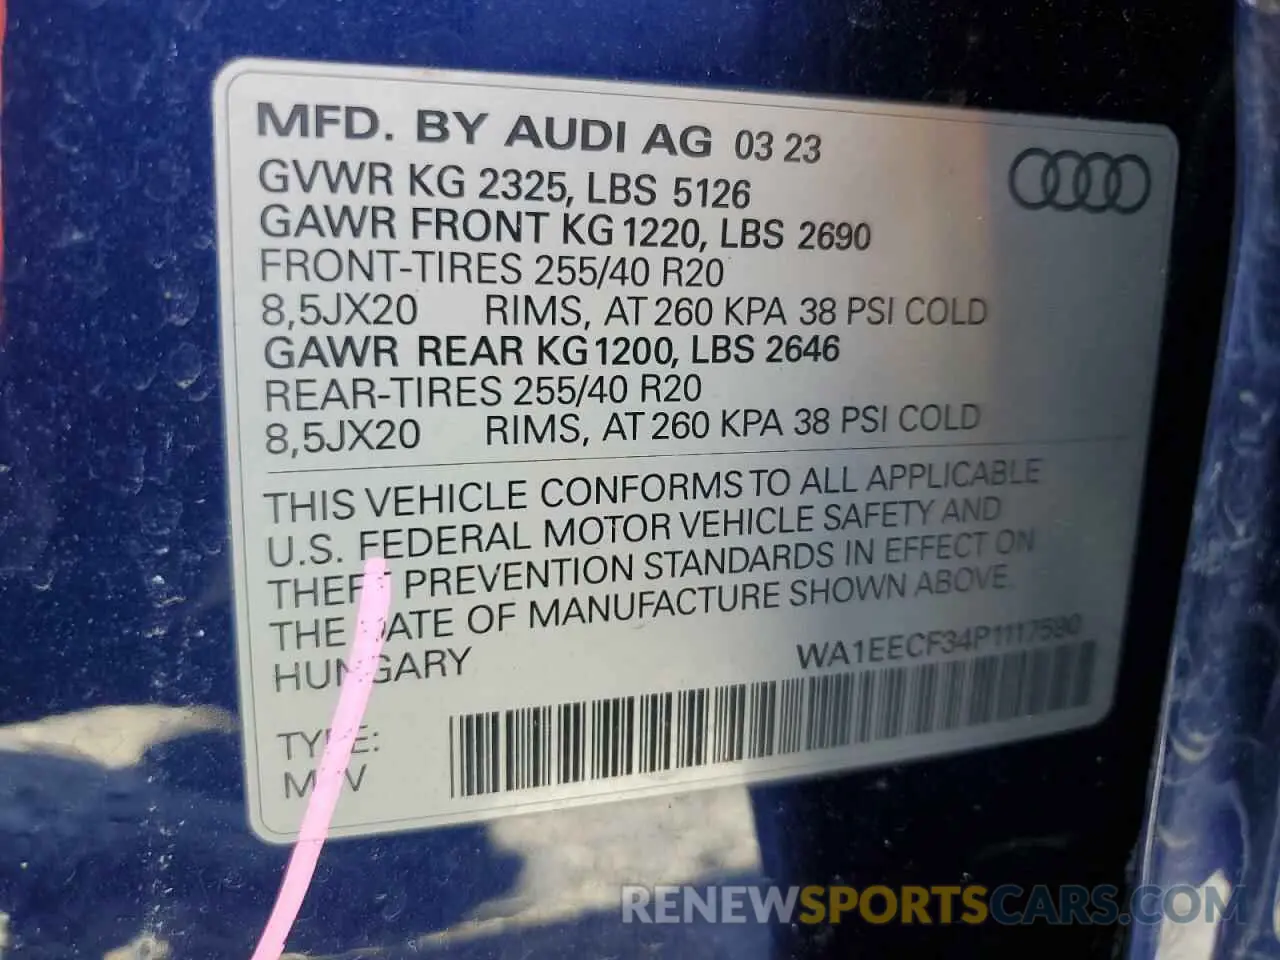 MFD. BY AUDI AG 03 23
GVWR KG 2325, LBS 5126
GAWR FRONT KG 1220, LBS 2690
FRONT-TIRES 255/40 R20
8,5JX20 RIMS, AT 260 KPA 38 PSI COLD
GAWR REAR KG 1200, LBS 2646
REAR-TIRES 255/40 R20
8,5JX20 RIMS, AT 260 KPA 38 PSI COLD
THIS VEHICLE CONFORMS TO ALL APPLICABLE
U.S. FEDERAL MOTOR VEHICLE SAFETY AND
THEFT PREVENTION STANDARDS IN EFFECT ON
THE DATE OF MANUFACTURE SHOWN ABOVE.
HUNGARY WA1EECF34P1117590
TYPE:
MPV
RENEWSPORTSCARS.COM